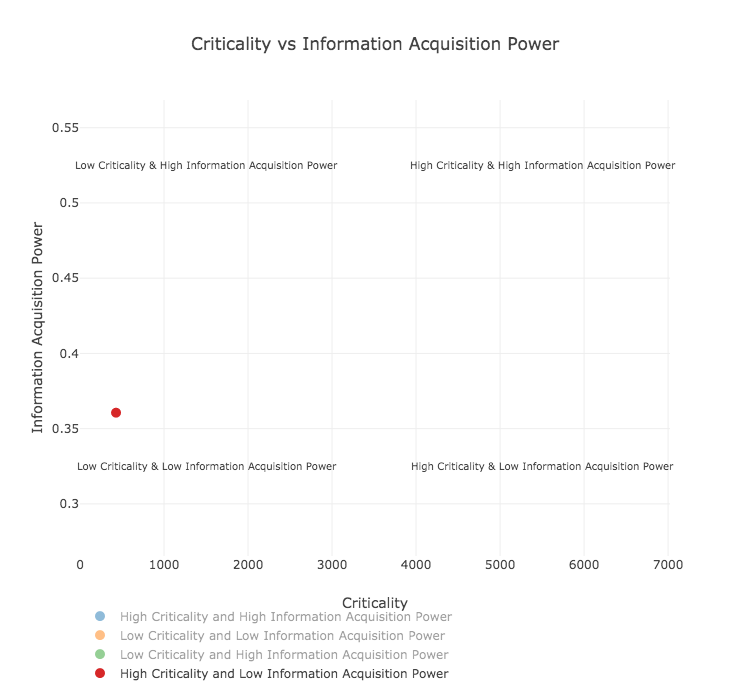 Criticality vs Information Acquisition Power
0.55
Low Criticality & High Information Acquisition Power
High Criticality & High Information Acquisition Power
0.5
0.45
Information Acquisition Power
0.4
0.35
Low Criticality & Low Information Acquisition Power
High Criticality & Low Information Acquisition Power
0.3
0 1000 2000 3000 4000 5000 6000 7000
Criticality
High Criticality and High Information Acquisition Power
Low Criticality and Low Information Acquisition Power
Low Criticality and High Information Acquisition Power
High Criticality and Low Information Acquisition Power